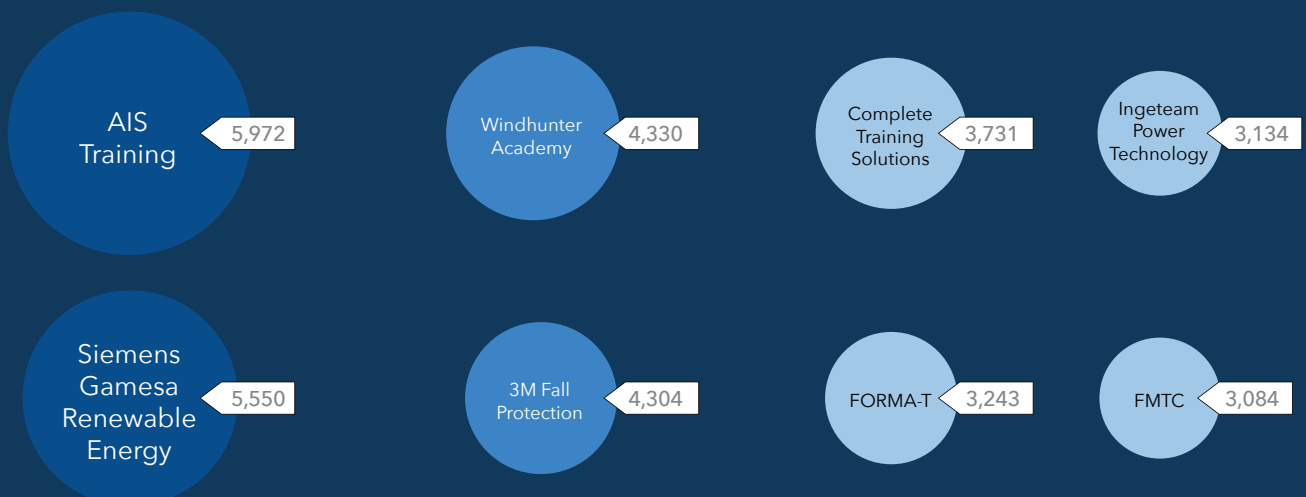 AIS
Training
5,972
Windhunter
Academy
4,330
Complete
Training
Solutions
3,731
Ingeteam
Power
Technology
3,134
Siemens
Gamesa
Renewable
Energy
5,550
3M Fall
Protection
4,304
FORMA-T
3,243
FMTC
3,084